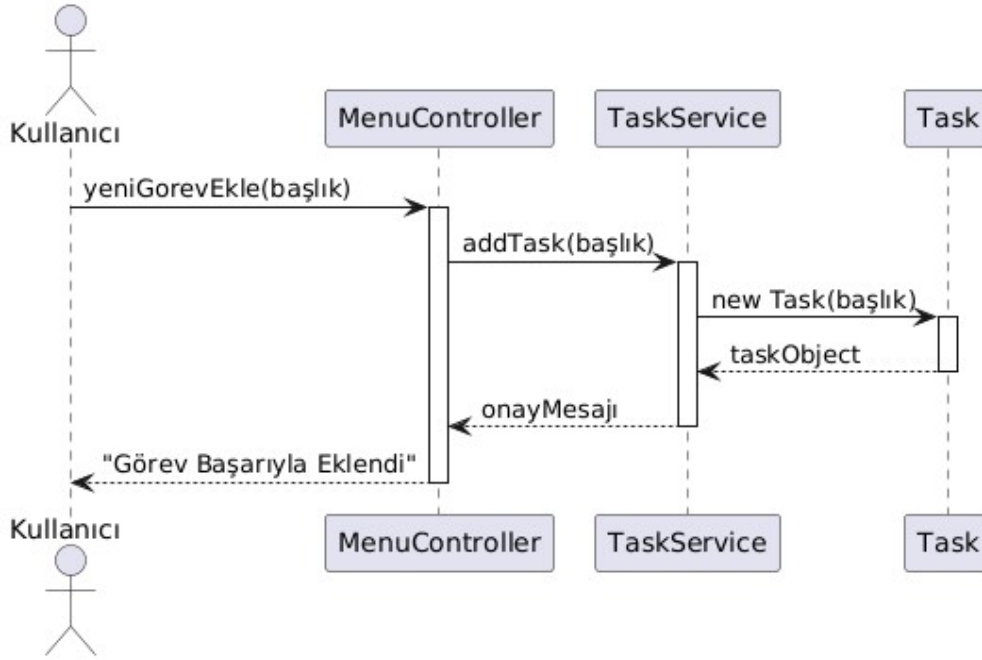 Kullanıcı
MenuController
TaskService
Task
yeniGorevEkle(başlık)
addTask(başlık)
new Task(başlık)
taskObject
onayMesajı
"Görev Başarıyla Eklendi"
Kullanıcı
MenuController
TaskService
Task